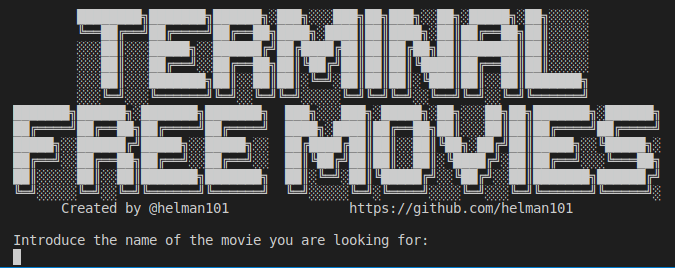 TERMINAL
FREE MOVIES
Created by @helman101 https://github.com/helman101
Introduce the name of the movie you are looking for: